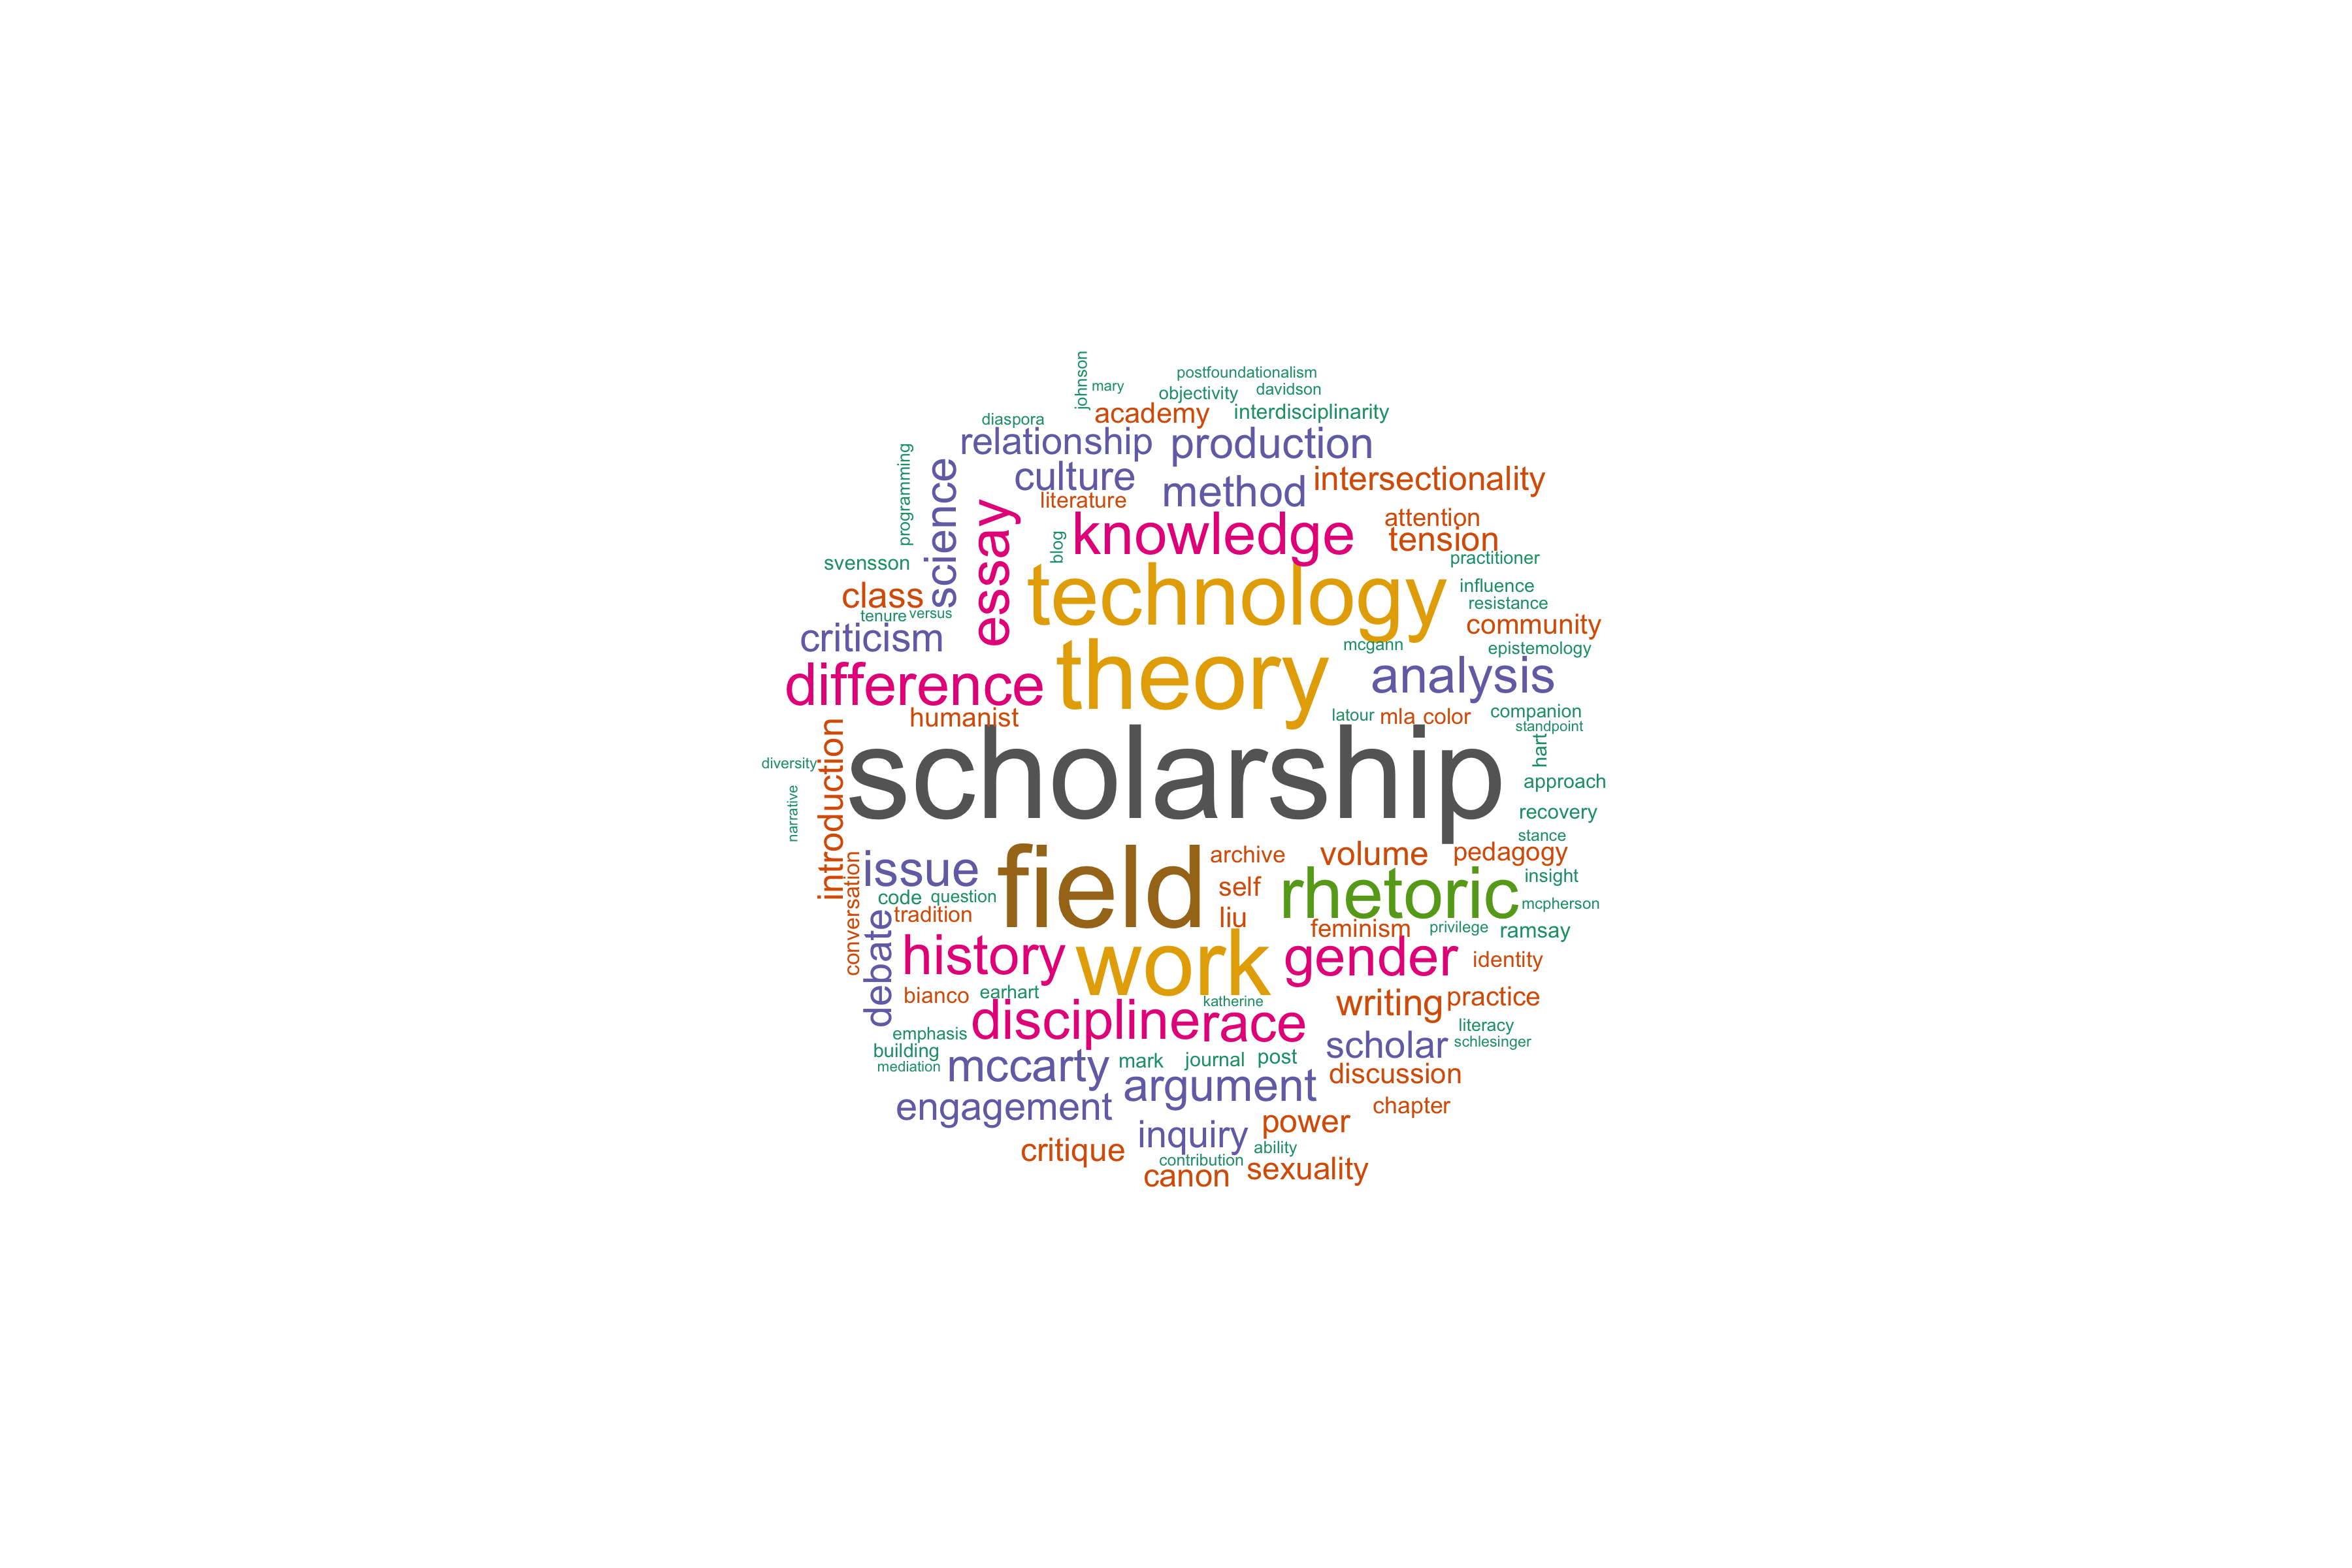 postfoundationalism
johnson
mary
objectivity
davidson
diaspora
academy
interdisciplinarity
relationship
production
programming
science
culture
method
intersectionality
literature
essay
knowledge
attention
tension
blog
practitioner
svensson
technology
influence
class
resistance
tenure
versus
community
criticism
theory
mcgann
epistemology
difference
analysis
humanist
latour
mla
color
companion
standpoint
introduction
scholarship
hart
diversity
approach
narrative
recovery
stance
conversation
issue
field
archive
volume
pedagogy
code
question
self
rhetoric
insight
tradition
liu
mcpherson
debate
feminism
privilege
ramsay
history
work
gender
identity
bianco
earhart
katherine
writing
practice
emphasis
discipline
race
literacy
building
scholar
schlesinger
mediation
mccarty
mark
journal
post
argument
discussion
engagement
chapter
inquiry
power
critique
ability
contribution
canon
sexuality